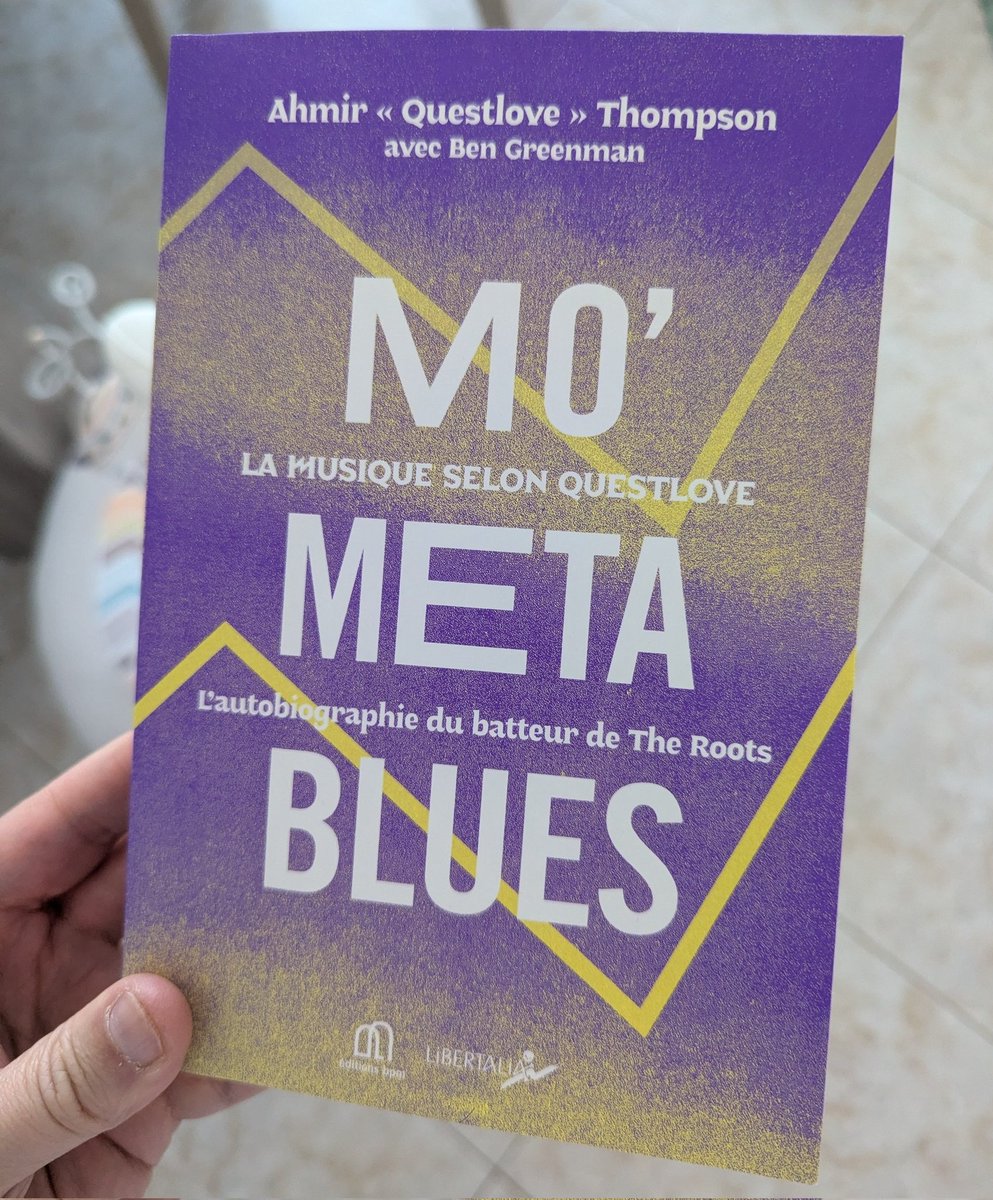 Ahmir « Questlove » Thompson
avec Ben Greenman
MO'
LA MUSIQUE SELON QUESTLOVE
META
L'autobiographie du batteur de The Roots
BLUES
éditions bpm
LiBERTALIA